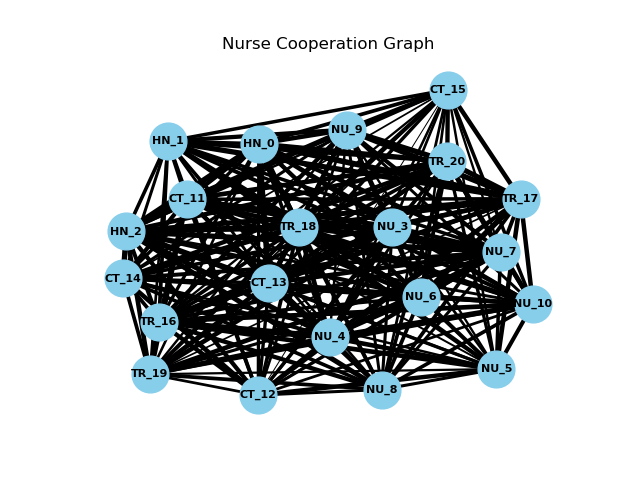 Nurse Cooperation Graph
CT_15
NU_9
HN_1
HN_0
TR_20
CT_11
TR_17
TR_18
NU_3
HN_2
NU_7
CT_14
CT_13
NU_6
NU_10
TR_16
NU_4
NU_5
TR_19
NU_8
CT_12